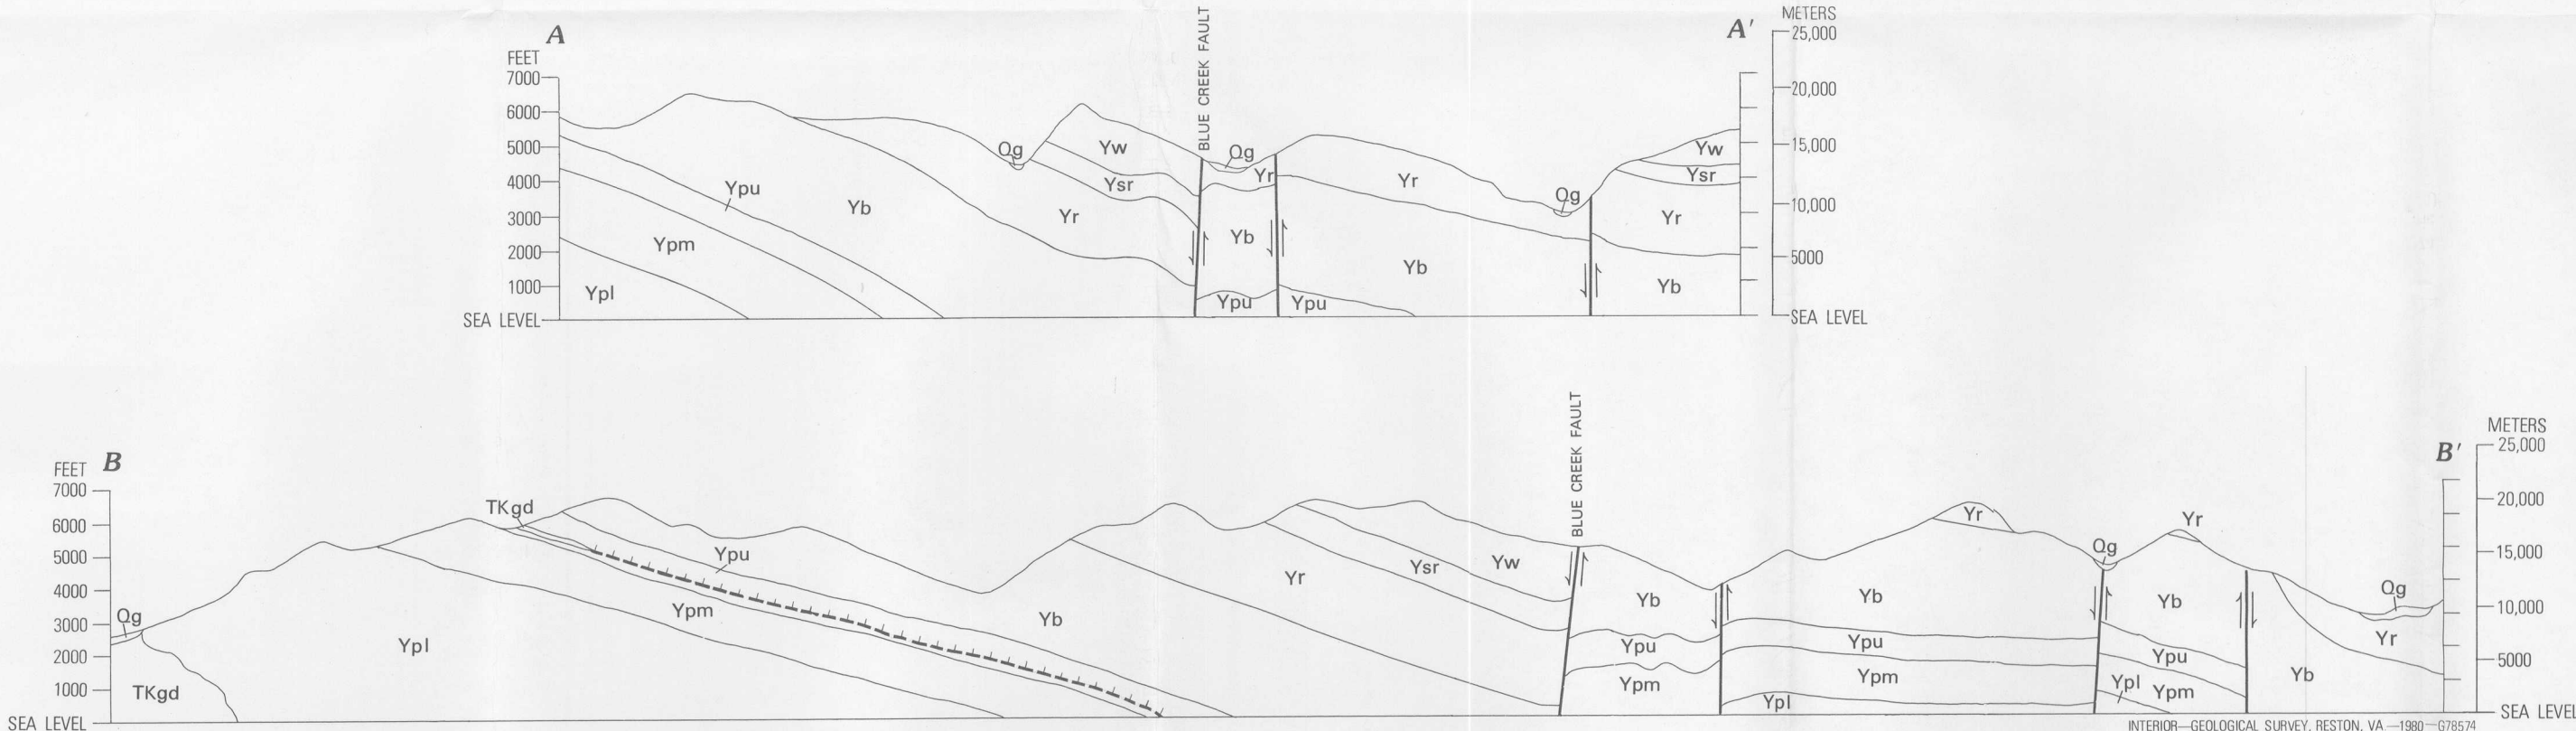 A
FEET
7000
6000
5000
4000
3000
2000
1000
SEA LEVEL
BLUE CREEK FAULT
A'
METERS
25,000
20,000
15,000
10,000
5000
SEA LEVEL
Qg
Yw
Qg
Yw
Ysr
Yr
Ysr
Ypu
Yb
Yr
Yr
Qg
Yr
Ypm
Yb
Yb
Yb
Ypl
Ypu
Ypu
B
FEET
7000
6000
5000
4000
3000
2000
1000
SEA LEVEL
BLUE CREEK FAULT
B'
METERS
25,000
20,000
15,000
10,000
5000
SEA LEVEL
TKgd
Yr
Yr
Qg
Ypu
Ysr
Yw
Qg
Qg
Ypm
Yb
Yr
Yb
Yb
Yb
Ypl
Ypu
Ypu
Ypu
Yr
TKgd
Ypm
Ypm
Ypl
Ypm
Yb
Ypl
INTERIOR—GEOLOGICAL SURVEY, RESTON, VA.—1980—G78574